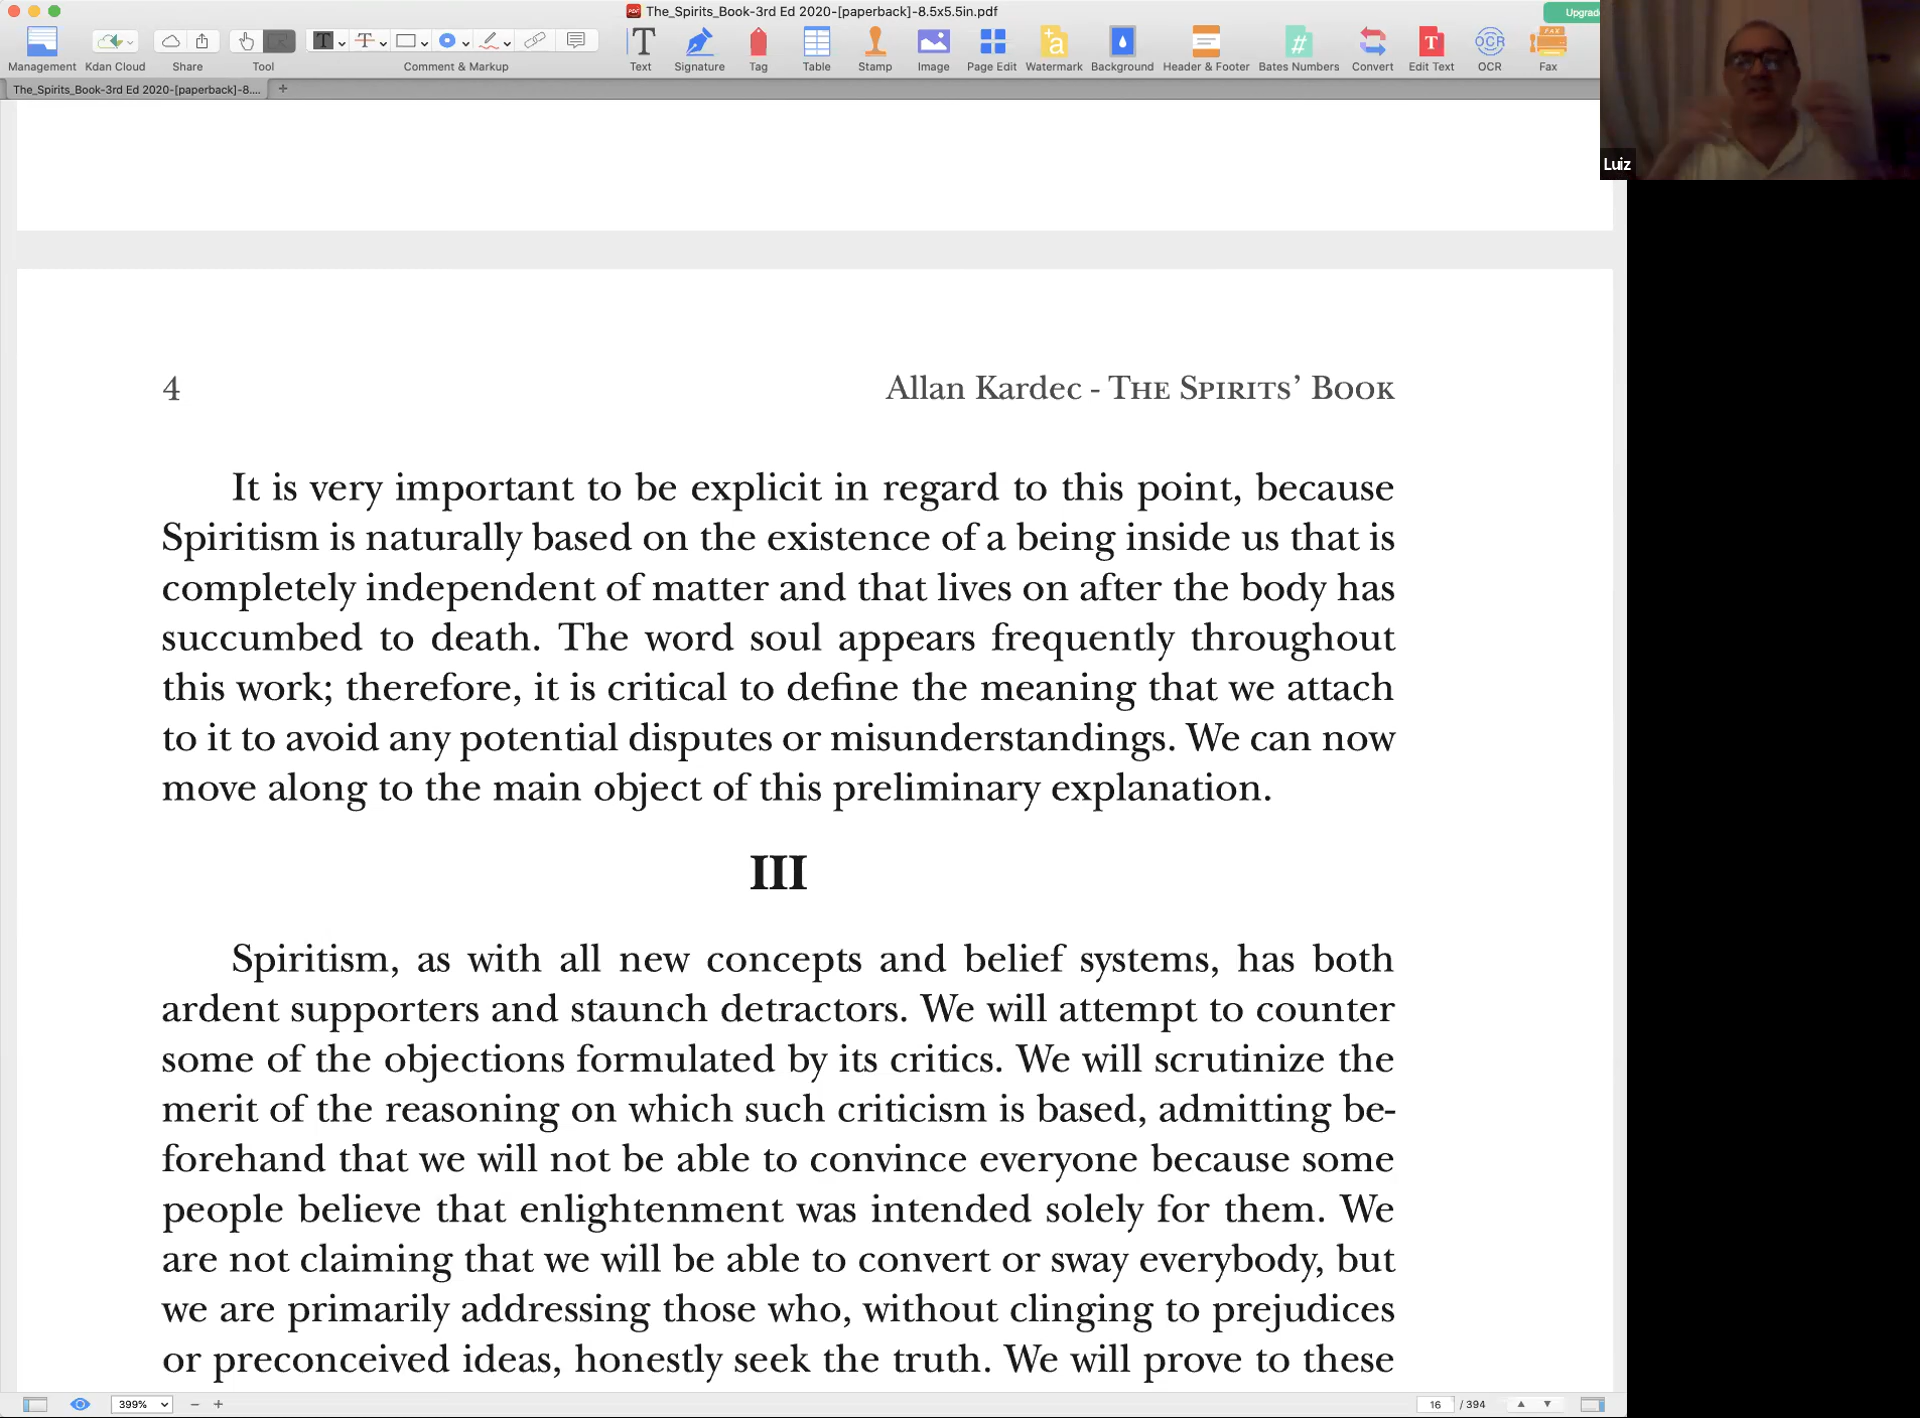 The_Spirits_Book-3rd Ed 2020-[paperback]-8.5x5.5in.pdf
Management Kdan Cloud Share Tool Comment & Markup Text Signature Tag Table Stamp Image Page Edit Watermark Background Header & Footer Bates Numbers Convert Edit Text OCR Fax
The_Spirits_Book-3rd Ed 2020-[paperback]-8....
Luiz
4 Allan Kardec - The Spirits’ Book
It is very important to be explicit in regard to this point, because
Spiritism is naturally based on the existence of a being inside us that is
completely independent of matter and that lives on after the body has
succumbed to death. The word soul appears frequently throughout
this work; therefore, it is critical to define the meaning that we attach
to it to avoid any potential disputes or misunderstandings. We can now
move along to the main object of this preliminary explanation.
III
Spiritism, as with all new concepts and belief systems, has both
ardent supporters and staunch detractors. We will attempt to counter
some of the objections formulated by its critics. We will scrutinize the
merit of the reasoning on which such criticism is based, admitting be-
forehand that we will not be able to convince everyone because some
people believe that enlightenment was intended solely for them. We
are not claiming that we will be able to convert or sway everybody, but
we are primarily addressing those who, without clinging to prejudices
or preconceived ideas, honestly seek the truth. We will prove to these
399% 16 / 394